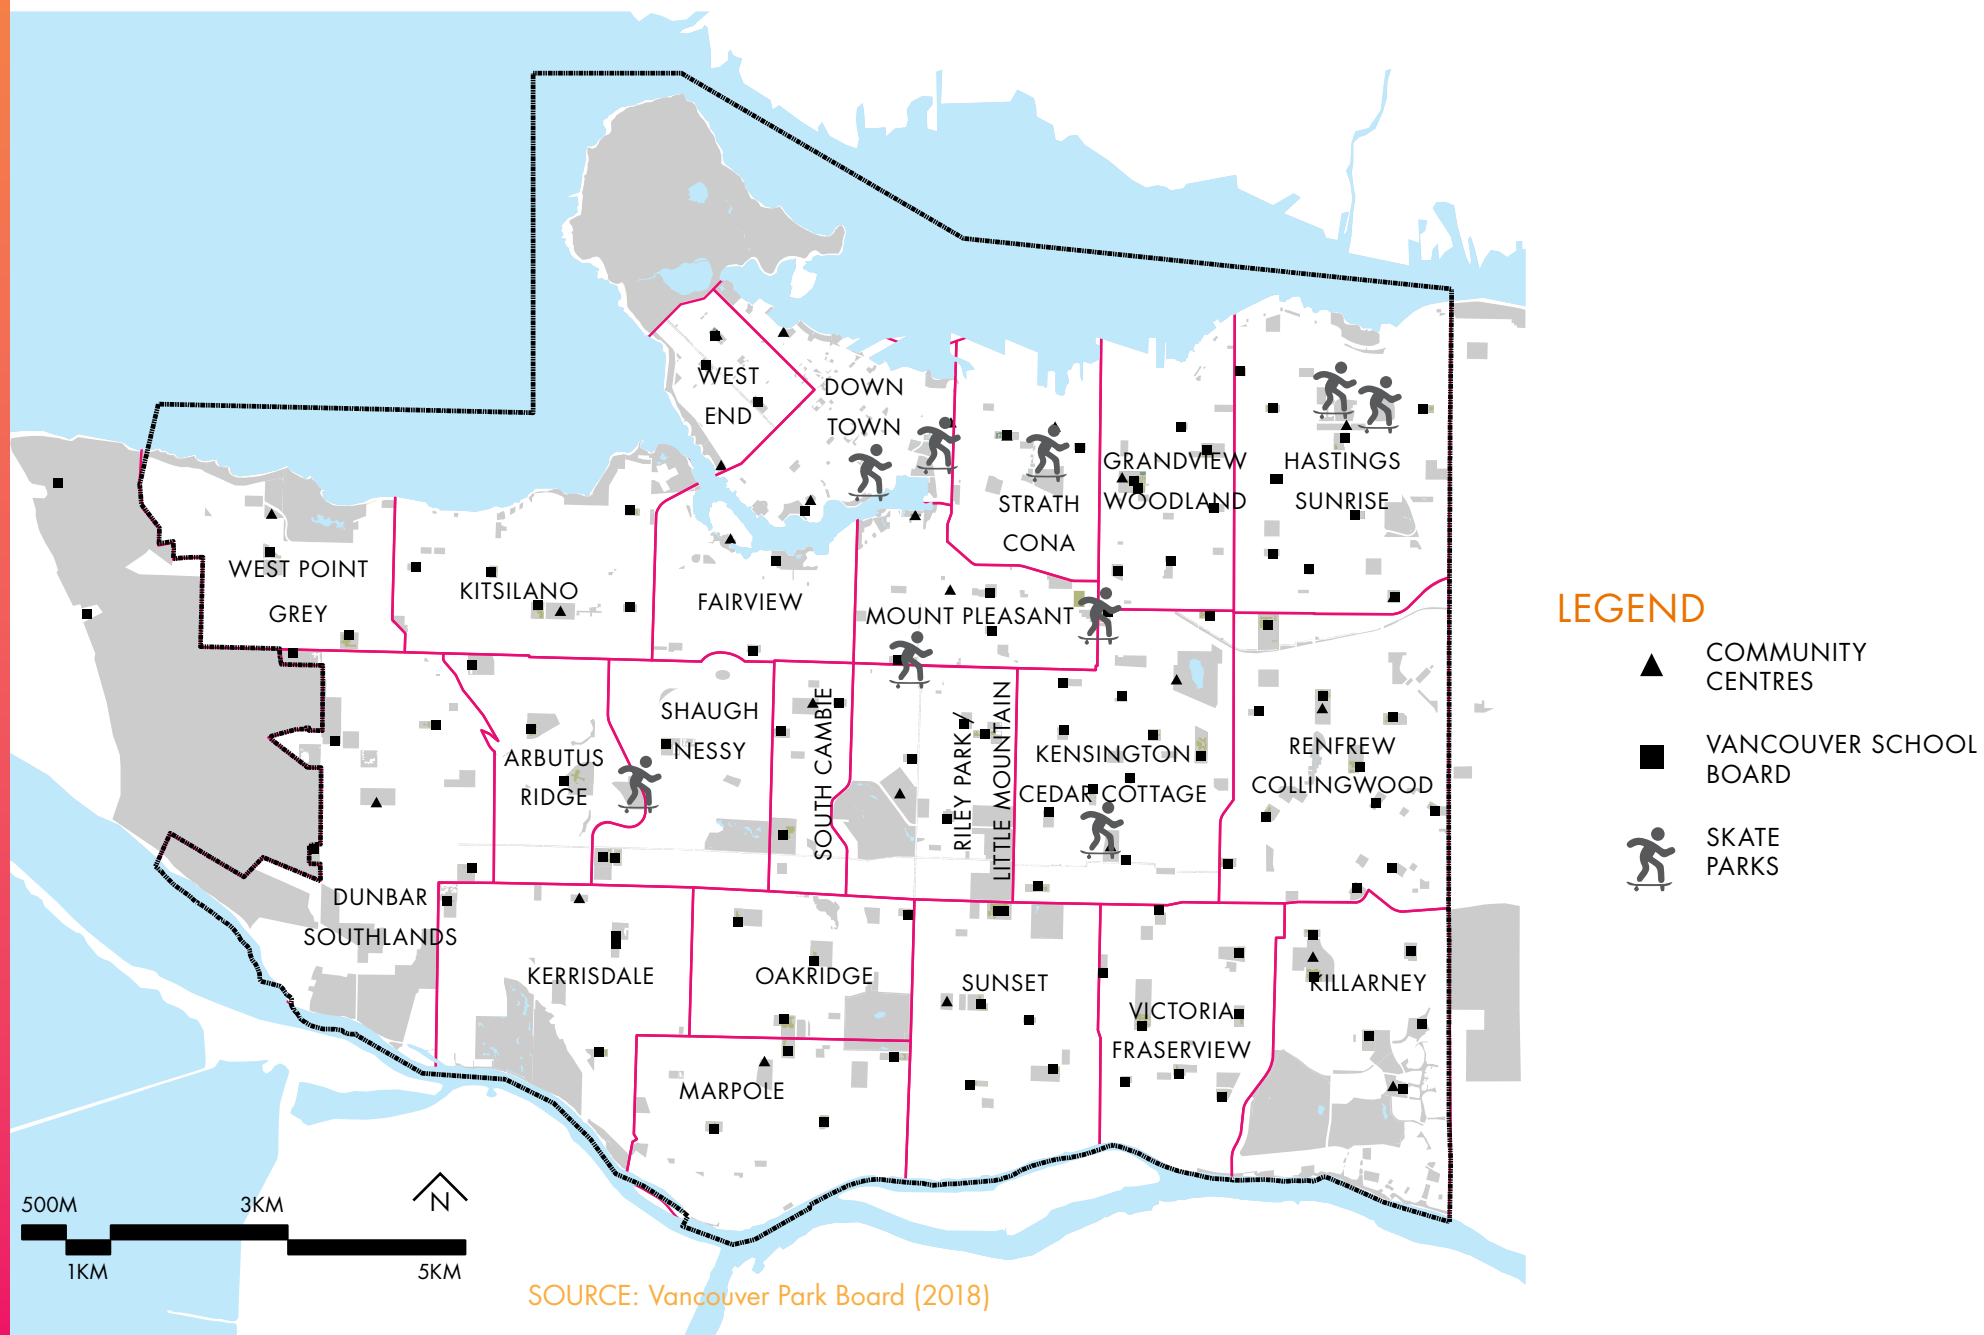 WEST
END
DOWN
TOWN
STRATH
CONA
GRANDVIEW
WOODLAND
HASTINGS
SUNRISE
WEST POINT
GREY
KITSILANO
FAIRVIEW
MOUNT PLEASANT
ARBUTUS
RIDGE
SHAUGH
NESSY
SOUTH CAMBIE
RILEY PARK/
LITTLE MOUNTAIN
KENSINGTON
CEDAR COTTAGE
RENFREW
COLLINGWOOD
DUNBAR
SOUTHLANDS
KERRISDALE
OAKRIDGE
SUNSET
VICTORIA
FRASERVIEW
KILLARNEY
MARPOLE
LEGEND
COMMUNITY
CENTRES
VANCOUVER SCHOOL
BOARD
SKATE
PARKS
500M
3KM
N
1KM
5KM
SOURCE: Vancouver Park Board (2018)